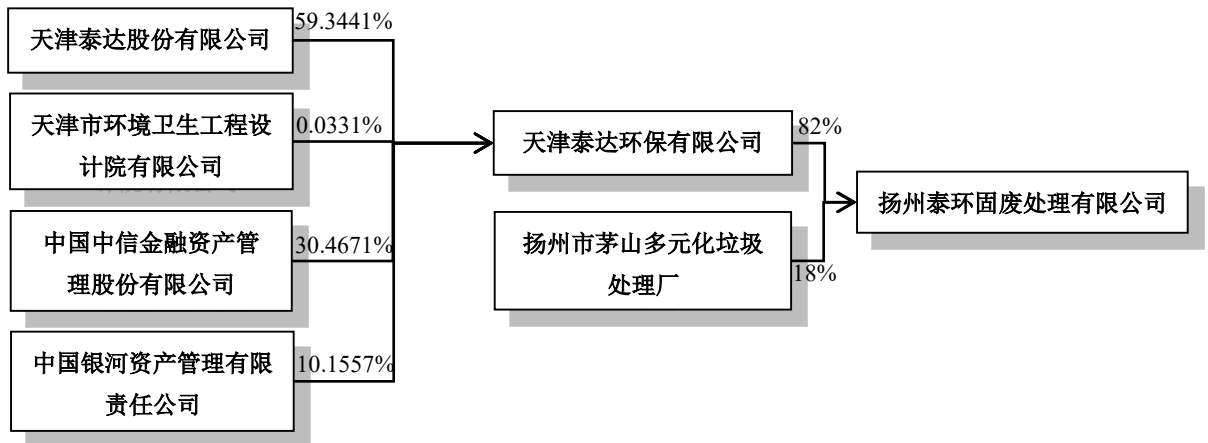 天津泰达股份有限公司
59.3441%
天津市环境卫生工程设
计院有限公司
0.0331%
中国中信金融资产管
理股份有限公司
30.4671%
中国银河资产管理有限
责任公司
10.1557%
天津泰达环保有限公司
82%
扬州市茅山多元化垃圾
处理厂
18%
扬州泰环固废处理有限公司